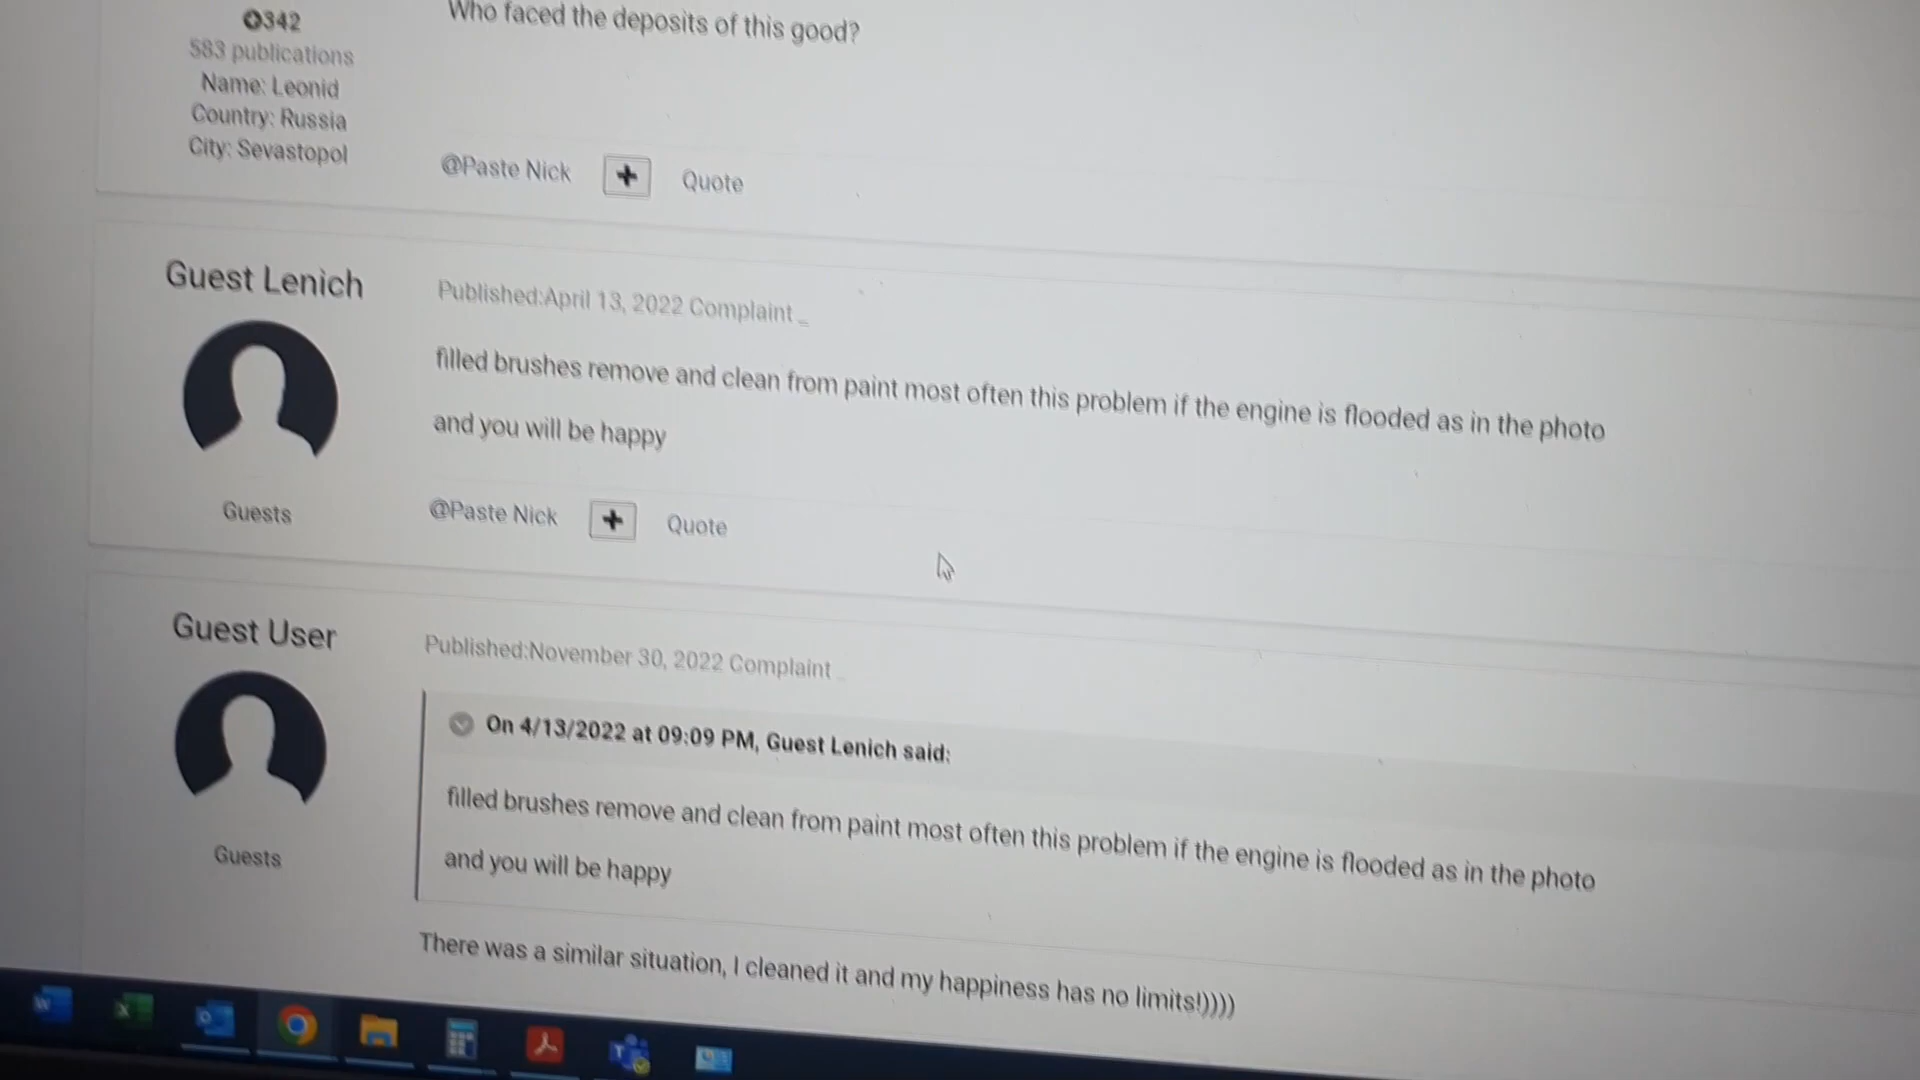 342
583 publications
Name: Leonid
Country: Russia
City: Sevastopol
Who faced the deposits of this good?
@Paste Nick + Quote
Guest Lenich
Guests
Published:April 13, 2022 Complaint _
filled brushes remove and clean from paint most often this problem if the engine is flooded as in the photo
and you will be happy
@Paste Nick + Quote
Guest User
Guests
Published:November 30, 2022 Complaint _
On 4/13/2022 at 09:09 PM, Guest Lenich said:
filled brushes remove and clean from paint most often this problem if the engine is flooded as in the photo
and you will be happy
There was a similar situation, I cleaned it and my happiness has no limits!))))